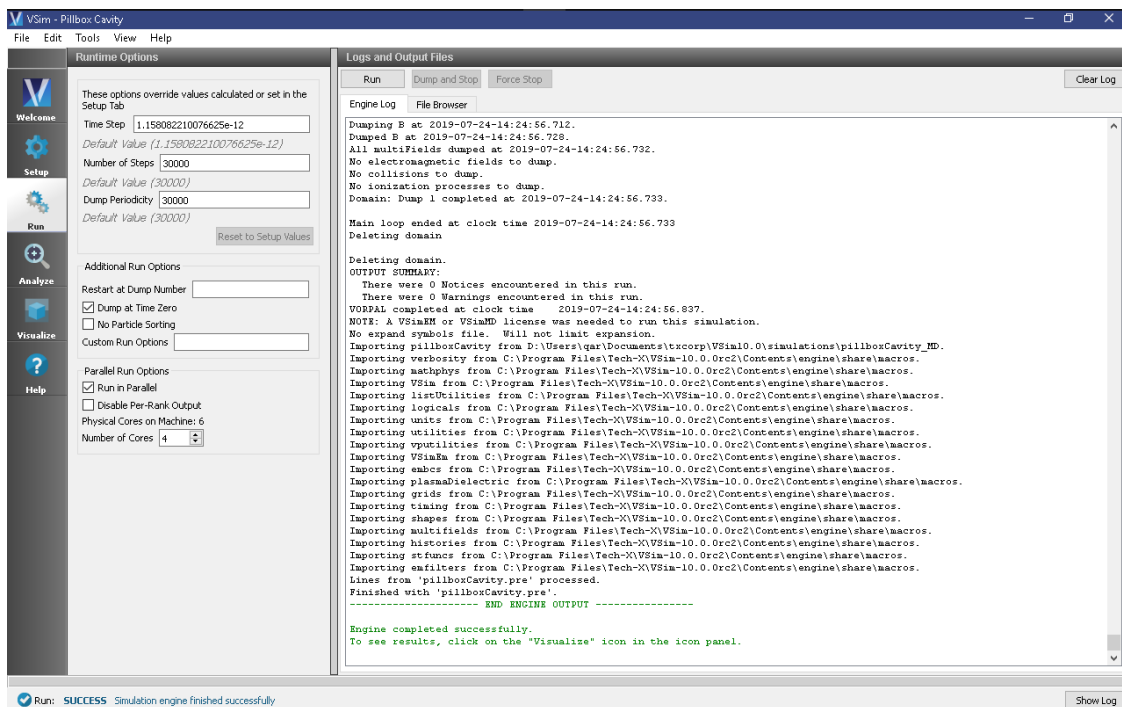 VSim - Pillbox Cavity
File Edit Tools View Help
Runtime Options
Welcome
Setup
Run
Analyze
Visualize
Help
These options override values calculated or set in the
Setup Tab
Time Step 1.158082210076625e-12
Default Value (1.158082210076625e-12)
Number of Steps 30000
Default Value (30000)
Dump Periodicity 30000
Default Value (30000)
Reset to Setup Values
Additional Run Options
Restart at Dump Number
Dump at Time Zero
No Particle Sorting
Custom Run Options
Parallel Run Options
Run in Parallel
Disable Per-Rank Output
Physical Cores on Machine: 6
Number of Cores 4
Logs and Output Files
Run Dump and Stop Force Stop Clear Log
Engine Log File Browser
Dumping B at 2019-07-24-14:24:56.712.
Dumped B at 2019-07-24-14:24:56.728.
All multiFields dumped at 2019-07-24-14:24:56.732.
No electromagnetic fields to dump.
No collisions to dump.
No ionization processes to dump.
Domain: Dump 1 completed at 2019-07-24-14:24:56.733.
Main loop ended at clock time 2019-07-24-14:24:56.733
Deleting domain
Deleting domain.
OUTPUT SUMMARY:
There were 0 Notices encountered in this run.
There were 0 Warnings encountered in this run.
VORPAL completed at clock time 2019-07-24-14:24:56.837.
NOTE: A VSimEM or VSimMD license was needed to run this simulation.
No expand symbols file. Will not limit expansion.
Importing pillboxCavity from D:\Users\qar\Documents\txcorp\VSim10.0\simulations\pillboxCavity_MD.
Importing verbosity from C:\Program Files\Tech-X\VSim-10.0.0rc2\Contents\engine\share\macros.
Importing mathphys from C:\Program Files\Tech-X\VSim-10.0.0rc2\Contents\engine\share\macros.
Importing VSim from C:\Program Files\Tech-X\VSim-10.0.0rc2\Contents\engine\share\macros.
Importing listUtilities from C:\Program Files\Tech-X\VSim-10.0.0rc2\Contents\engine\share\macros.
Importing logicals from C:\Program Files\Tech-X\VSim-10.0.0rc2\Contents\engine\share\macros.
Importing units from C:\Program Files\Tech-X\VSim-10.0.0rc2\Contents\engine\share\macros.
Importing utilities from C:\Program Files\Tech-X\VSim-10.0.0rc2\Contents\engine\share\macros.
Importing vputilities from C:\Program Files\Tech-X\VSim-10.0.0rc2\Contents\engine\share\macros.
Importing VSimEm from C:\Program Files\Tech-X\VSim-10.0.0rc2\Contents\engine\share\macros.
Importing embcs from C:\Program Files\Tech-X\VSim-10.0.0rc2\Contents\engine\share\macros.
Importing plasmaDielectric from C:\Program Files\Tech-X\VSim-10.0.0rc2\Contents\engine\share\macros.
Importing grids from C:\Program Files\Tech-X\VSim-10.0.0rc2\Contents\engine\share\macros.
Importing timing from C:\Program Files\Tech-X\VSim-10.0.0rc2\Contents\engine\share\macros.
Importing shapes from C:\Program Files\Tech-X\VSim-10.0.0rc2\Contents\engine\share\macros.
Importing multifields from C:\Program Files\Tech-X\VSim-10.0.0rc2\Contents\engine\share\macros.
Importing histories from C:\Program Files\Tech-X\VSim-10.0.0rc2\Contents\engine\share\macros.
Importing stfuncs from C:\Program Files\Tech-X\VSim-10.0.0rc2\Contents\engine\share\macros.
Importing emfilters from C:\Program Files\Tech-X\VSim-10.0.0rc2\Contents\engine\share\macros.
Lines from 'pillboxCavity.pre' processed.
Finished with 'pillboxCavity.pre'.
---------------------- END ENGINE OUTPUT ----------------
Engine completed successfully.
To see results, click on the "Visualize" icon in the icon panel.
Run: SUCCESS Simulation engine finished successfully
Show Log